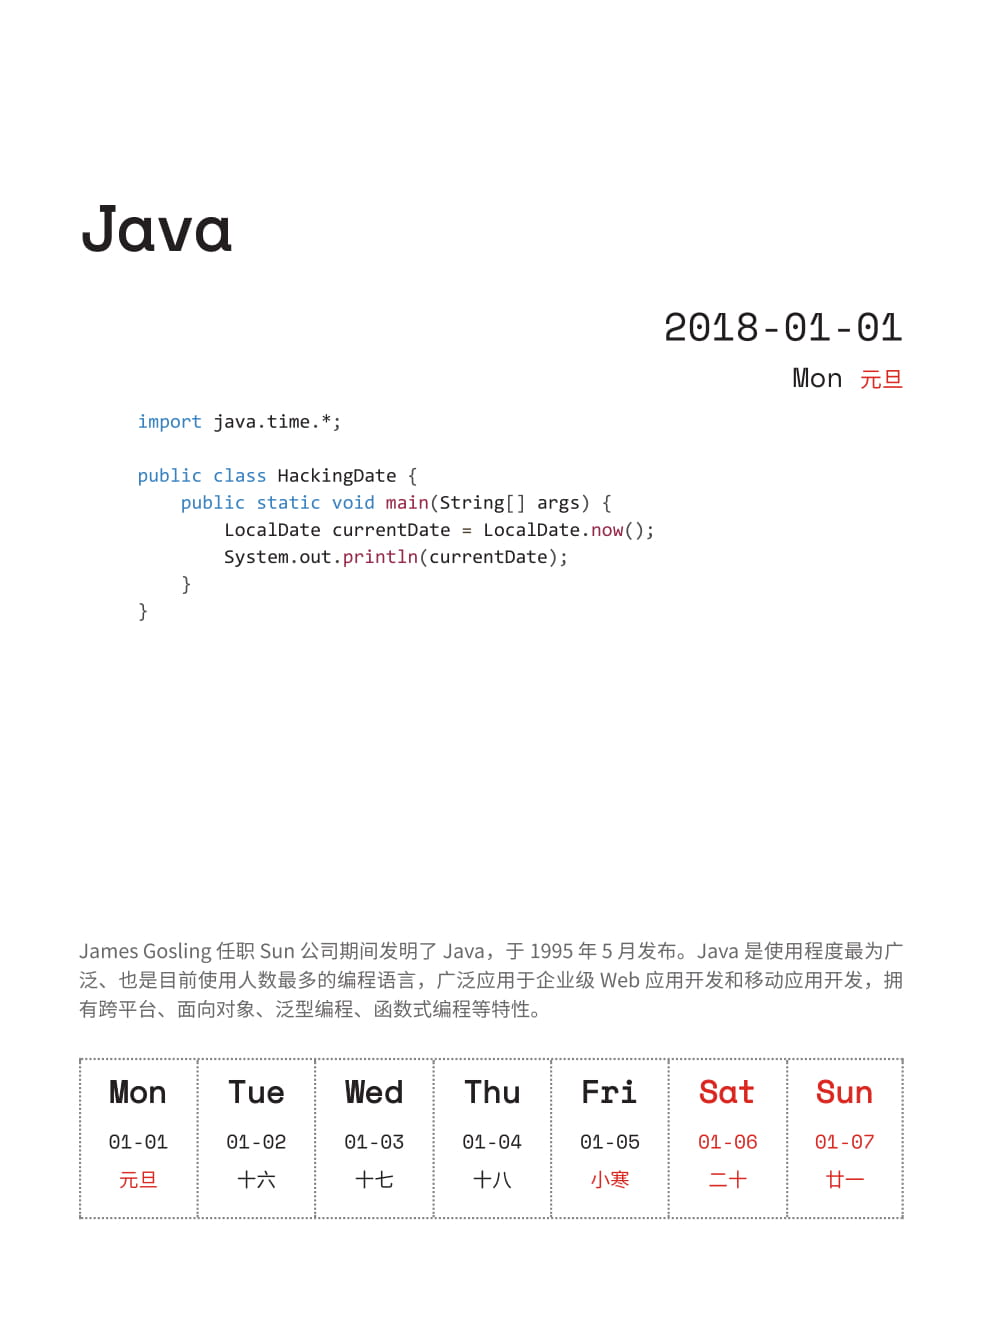 Java
2018-01-01
Mon 元旦
import java.time.*;
public class HackingDate {
    public static void main(String[] args) {
        LocalDate currentDate = LocalDate.now();
        System.out.println(currentDate);
    }
}
James Gosling 任职 Sun 公司期间发明了 Java，于 1995 年 5 月发布。Java 是使用程度最为广
泛、也是目前使用人数最多的编程语言，广泛应用于企业级 Web 应用开发和移动应用开发，拥
有跨平台、面向对象、泛型编程、函数式编程等特性。
Mon Tue Wed Thu Fri Sat Sun
01-01 01-02 01-03 01-04 01-05 01-06 01-07
元旦 十六 十七 十八 小寒 二十 廿一